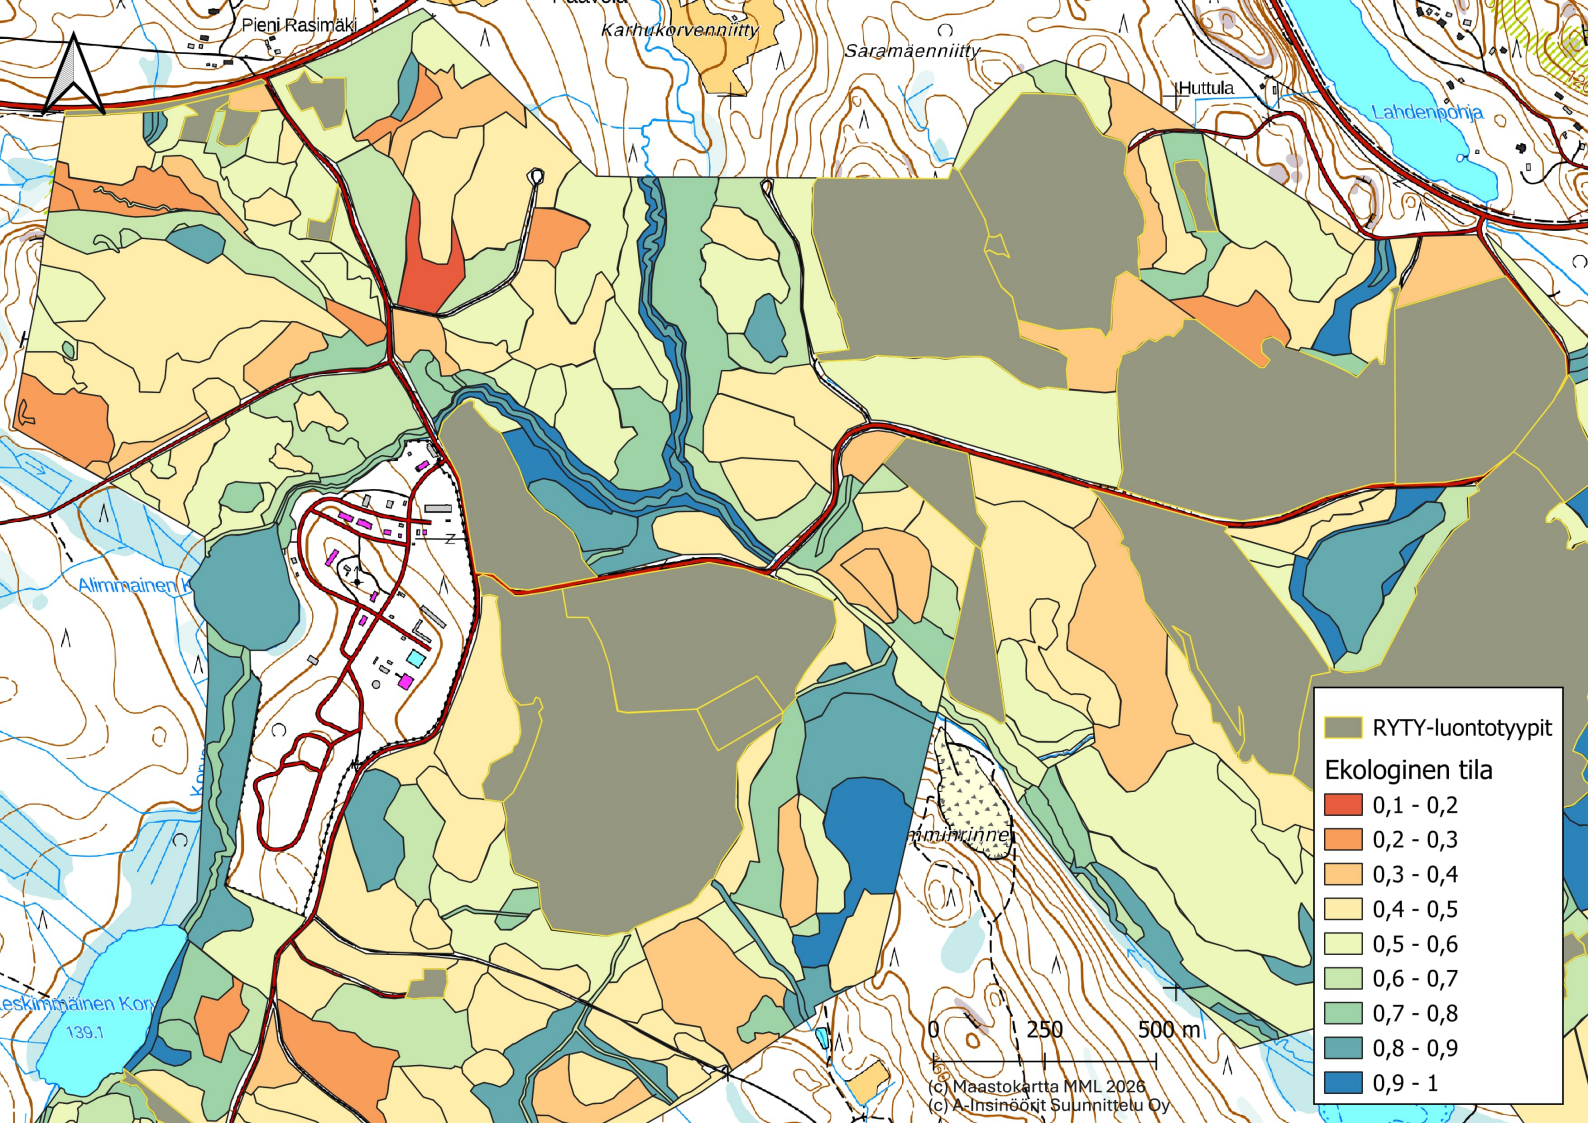 Pieni Rasimäki
Karhukorvenniitty
Saramäenniitty
Huttula
Lahdenpohja
Alimmainen K
Z
RYTY-luontotyypit
Ekologinen tila
0,1 - 0,2
0,2 - 0,3
0,3 - 0,4
0,4 - 0,5
0,5 - 0,6
0,6 - 0,7
0,7 - 0,8
0,8 - 0,9
0,9 - 1
mminrinne
eskimmäinen Korv
139.1
0 250 500 m
(c) Maastokartta MML 2026
(c) A-Insinöörit Suunnittelu Oy